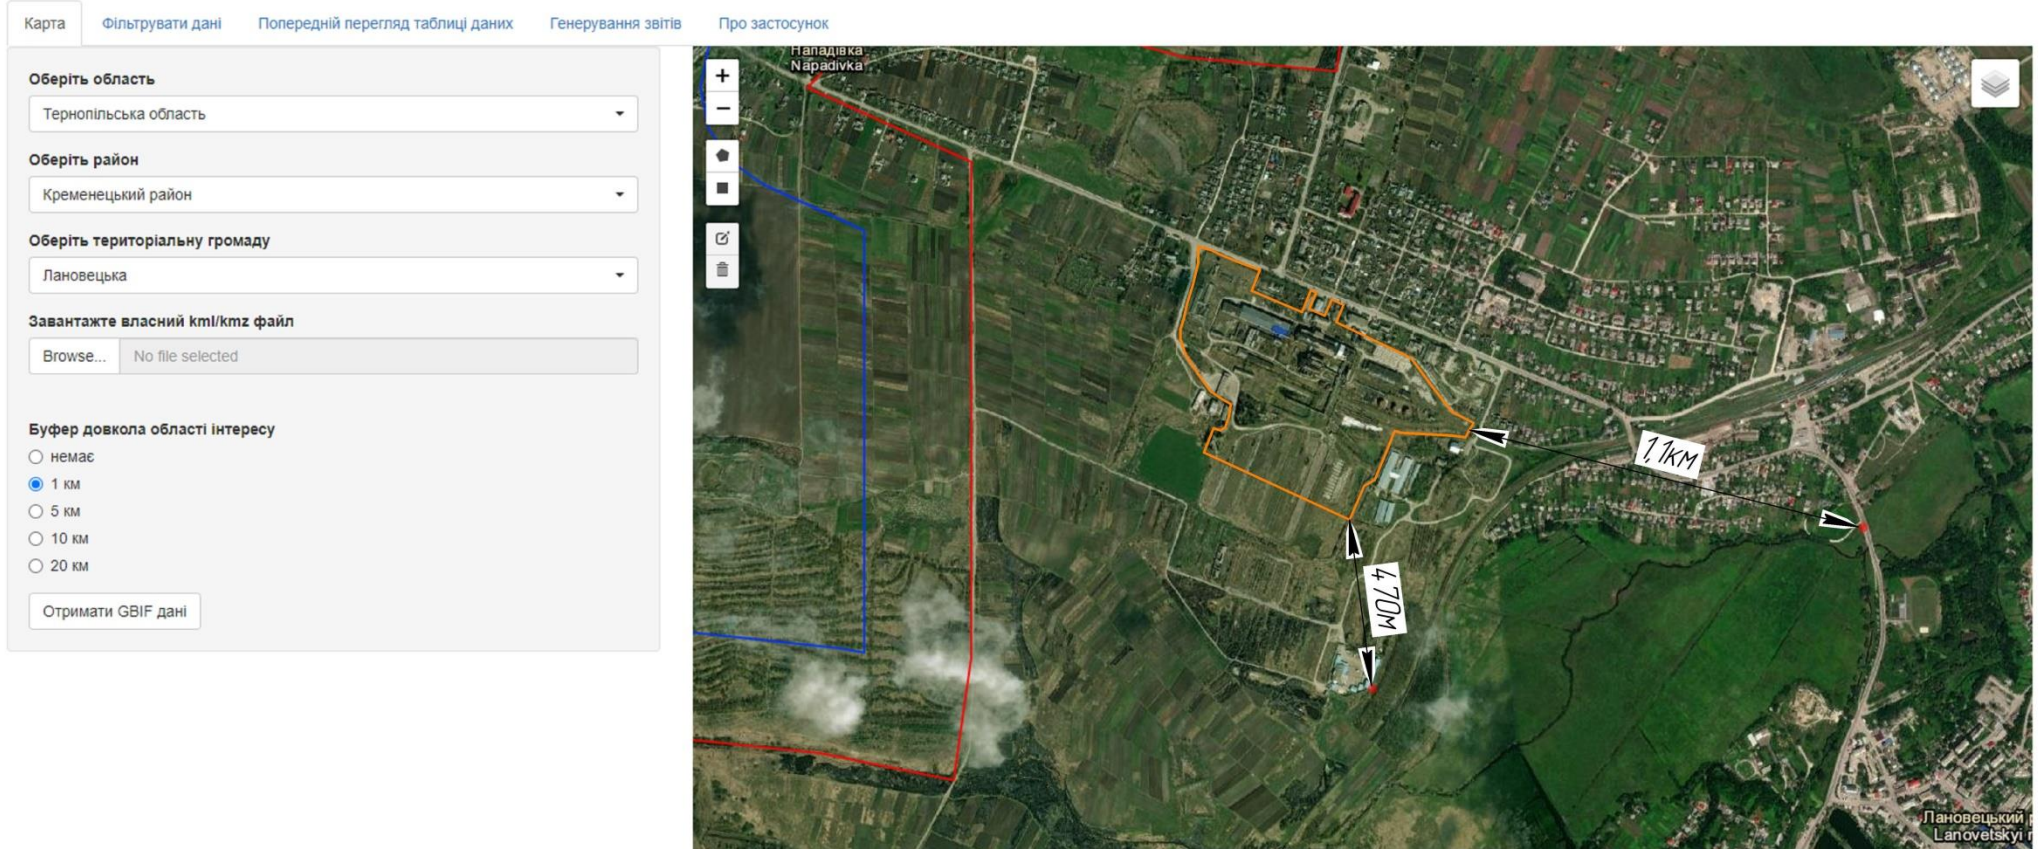 Карта Фільтрувати дані Попередній перегляд таблиці даних Генерування звітів Про застосунок
Оберіть область
Тернопільська область
Оберіть район
Кременецький район
Оберіть територіальну громаду
Лановецька
Завантажте власний kml/kmz файл
Browse... No file selected
Буфер довкола області інтересу
немає
1 км
5 км
10 км
20 км
Отримати GBIF дані
+
−
Нападівка
Napadivka
1,1км
470м
Лановецький р
Lanovetskyi r